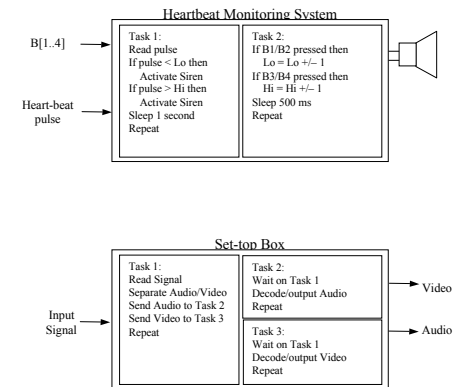 Heartbeat Monitoring System
B[1..4]
Heart-beat
pulse
Task 1:
Read pulse
If pulse < Lo then
Activate Siren
If pulse > Hi then
Activate Siren
Sleep 1 second
Repeat
Task 2:
If B1/B2 pressed then
Lo = Lo +/– 1
If B3/B4 pressed then
Hi = Hi +/– 1
Sleep 500 ms
Repeat
Set-top Box
Input
Signal
Task 1:
Read Signal
Separate Audio/Video
Send Audio to Task 2
Send Video to Task 3
Repeat
Task 2:
Wait on Task 1
Decode/output Audio
Repeat
Task 3:
Wait on Task 1
Decode/output Video
Repeat
Video
Audio